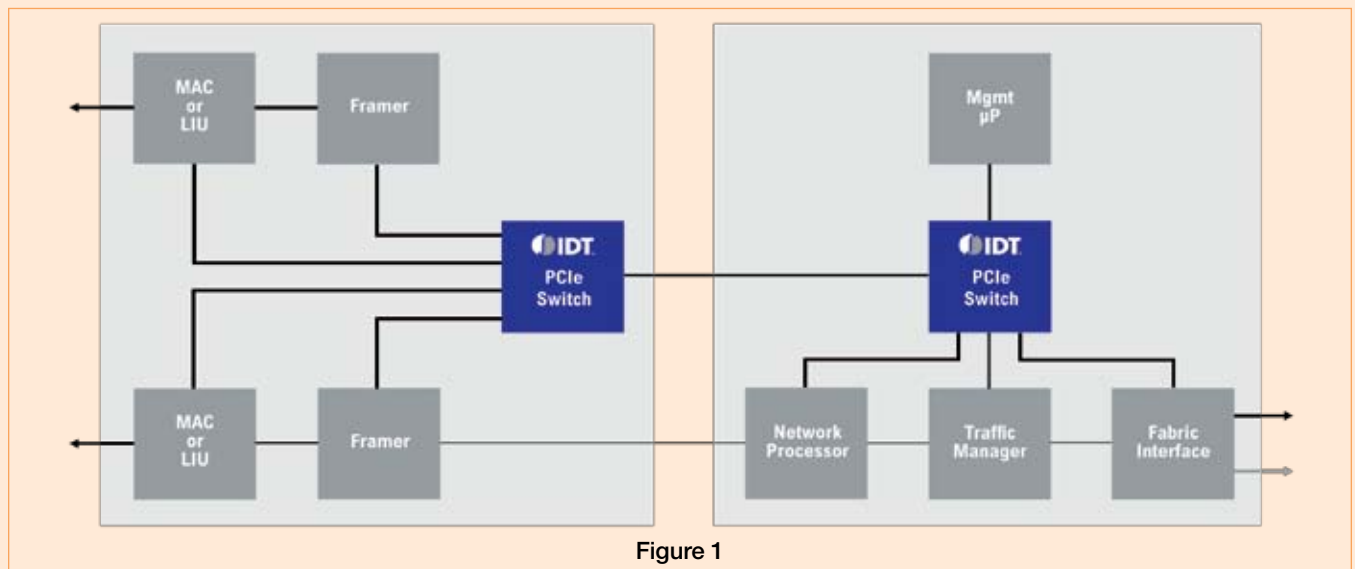 MAC
or
LIU
Framer
Mgmt
µP
IDT
PCIe
Switch
IDT
PCIe
Switch
MAC
or
LIU
Framer
Network
Processor
Traffic
Manager
Fabric
Interface
Figure 1